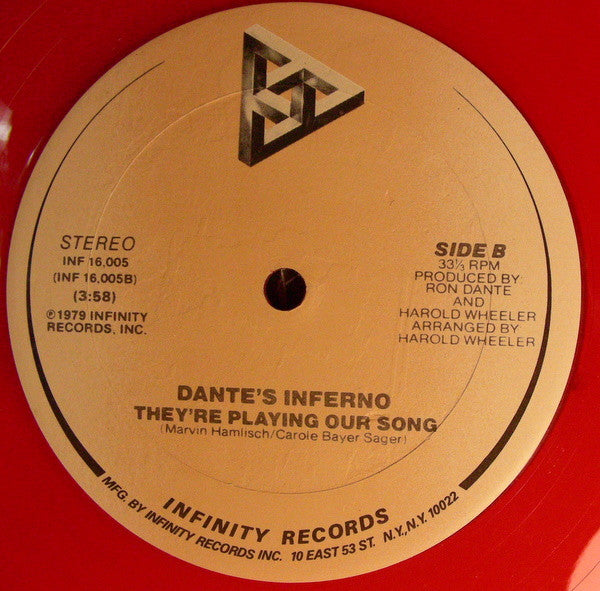 STEREO
INF 16,005
(INF 16,005B)
(3:58)
℗1979 INFINITY
RECORDS, INC.
SIDE B
33⅓ RPM
PRODUCED BY
RON DANTE
AND
HAROLD WHEELER
ARRANGED BY
HAROLD WHEELER
DANTE'S INFERNO
THEY'RE PLAYING OUR SONG
(Marvin Hamlisch/Carole Bayer Sager)
INFINITY RECORDS
MFG. BY INFINITY RECORDS INC. 10 EAST 53 ST. N.Y., N.Y. 10022